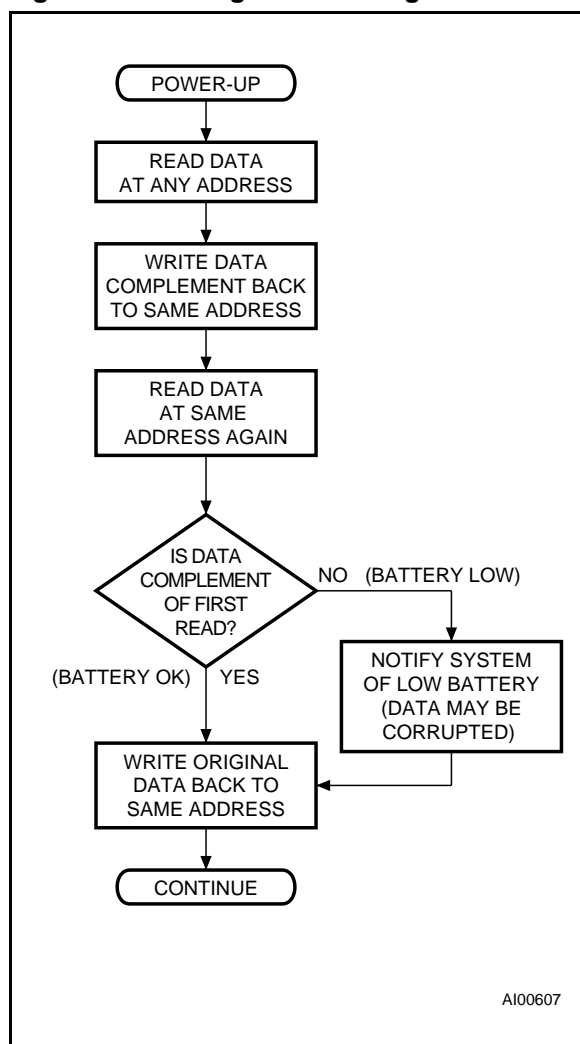 POWER-UP
READ DATA
AT ANY ADDRESS
WRITE DATA
COMPLEMENT BACK
TO SAME ADDRESS
READ DATA
AT SAME
ADDRESS AGAIN
IS DATA
COMPLEMENT
OF FIRST
READ?
NO (BATTERY LOW)
NOTIFY SYSTEM
OF LOW BATTERY
(DATA MAY BE
CORRUPTED)
(BATTERY OK) YES
WRITE ORIGINAL
DATA BACK TO
SAME ADDRESS
CONTINUE
AI00607